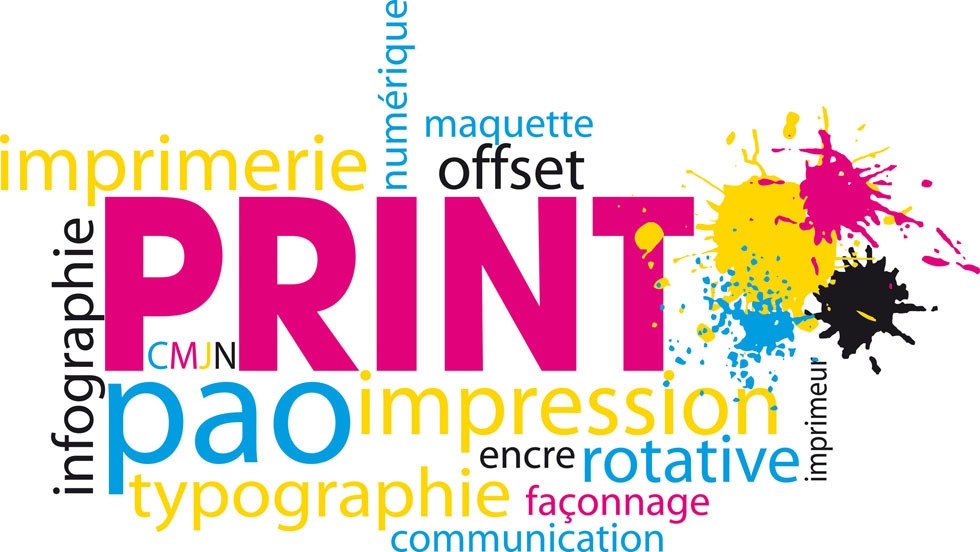 numérique
maquette
imprimerie
offset
infographie
PRINT
CMJN
pao
impression
imprimeur
encre
rotative
typographie
façonnage
communication